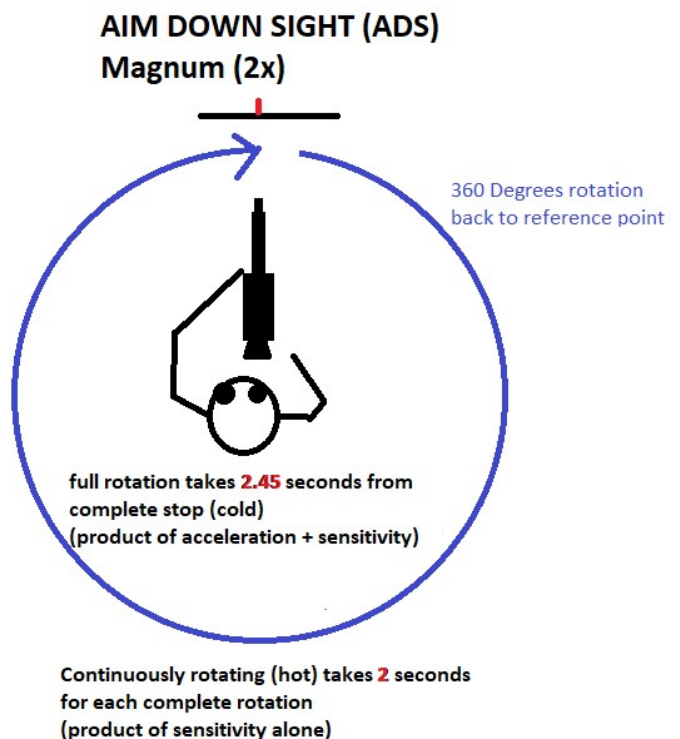 AIM DOWN SIGHT (ADS)
Magnum (2x)
360 Degrees rotation
back to reference point
full rotation takes 2.45 seconds from
complete stop (cold)
(product of acceleration + sensitivity)
Continuously rotating (hot) takes 2 seconds
for each complete rotation
(product of sensitivity alone)